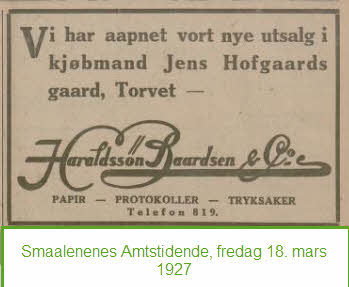 Vi har aapnet vort nye utsalg i
kjøbmand Jens Hofgaards
gaard, Torvet —
Haraldsson Baardsen & Co.
PAPIR — PROTOKOLLER — TRYKSAKER
Telefon 819.
Smaalenenes Amtstidende, fredag 18. mars
1927